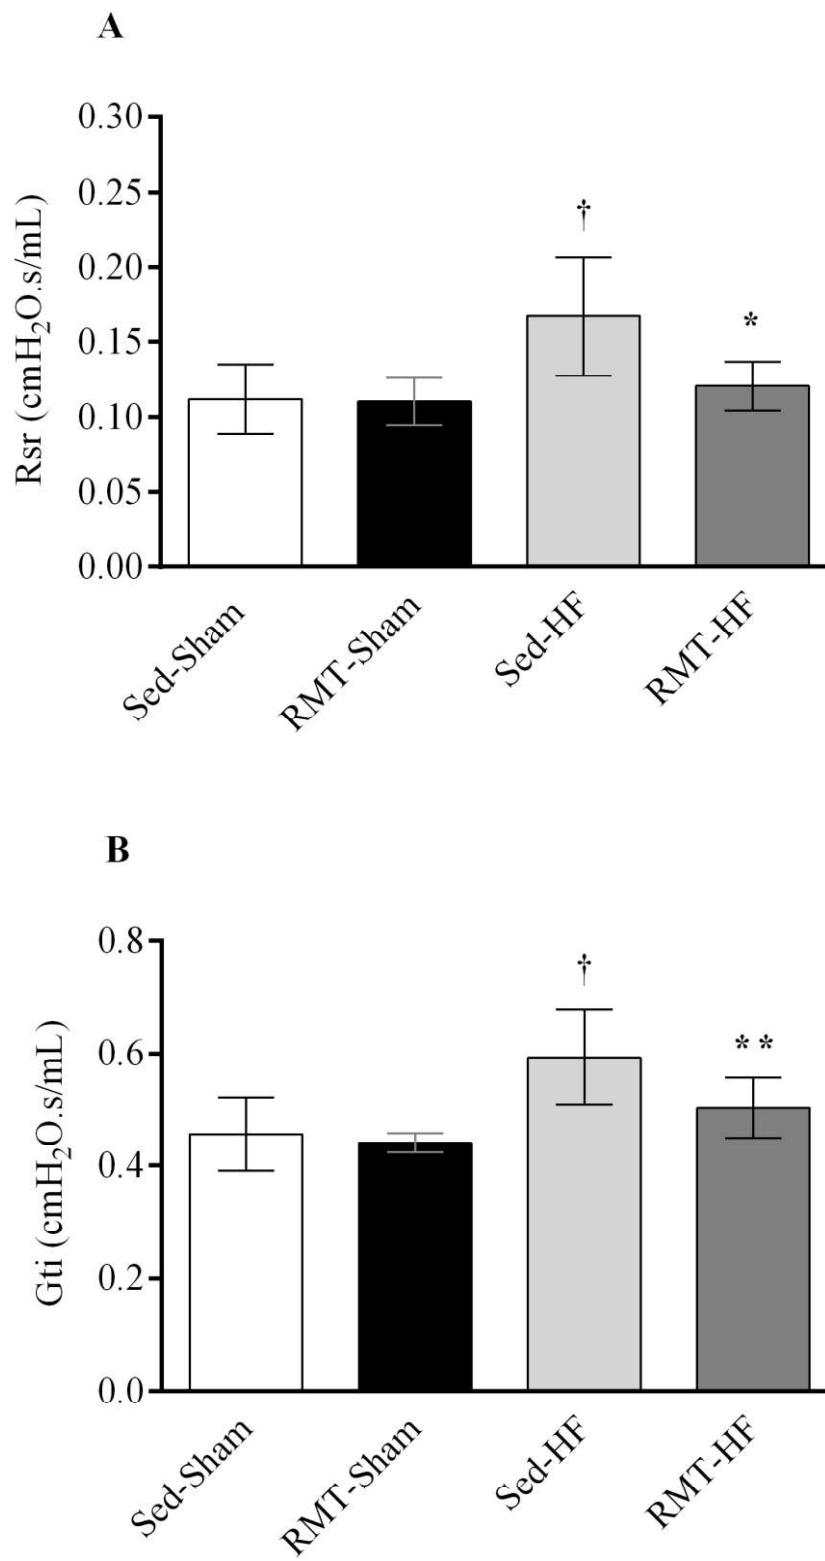 A
Rsr (cmH₂O.s/mL)
0.30
0.25
0.20
0.15
0.10
0.05
0.00
†
*
Sed-Sham
RMT-Sham
Sed-HF
RMT-HF
B
Gti (cmH₂O.s/mL)
0.8
0.6
0.4
0.2
0.0
†
**
Sed-Sham
RMT-Sham
Sed-HF
RMT-HF